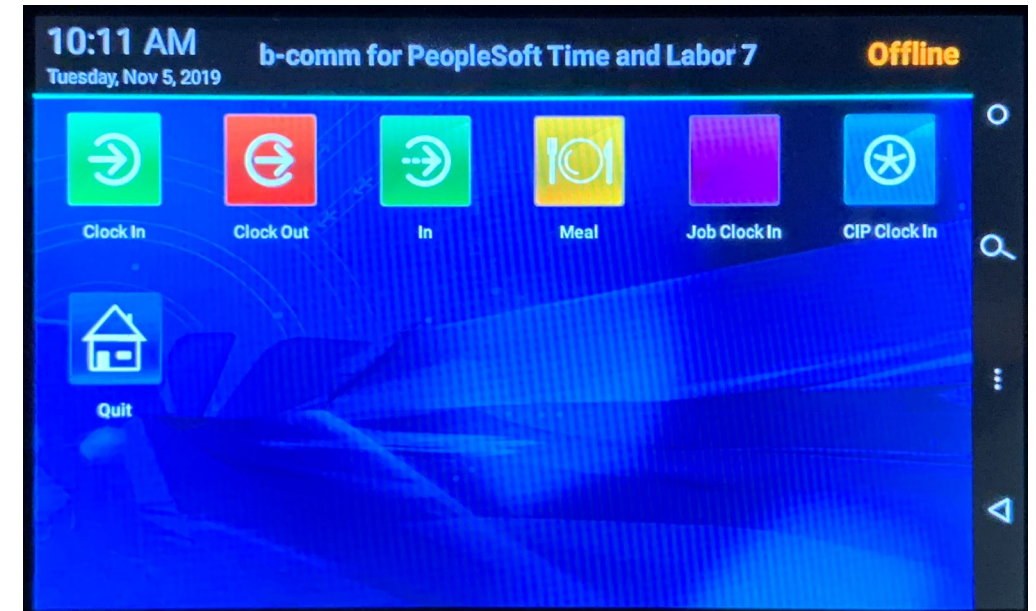 10:11 AM
b-comm for PeopleSoft Time and Labor 7
Offline
Tuesday, Nov 5, 2019
Clock In
Clock Out
In
Meal
Job Clock In
CIP Clock In
Quit